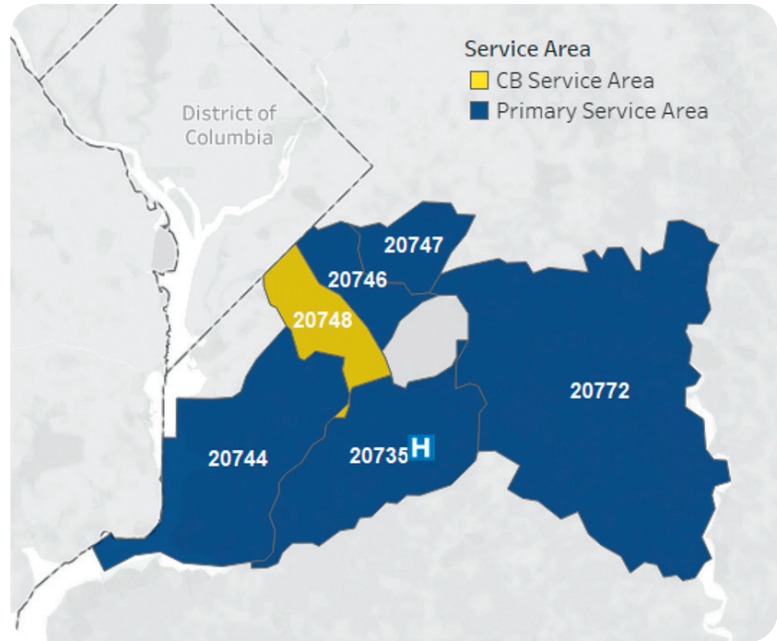 Service Area
CB Service Area
Primary Service Area
District of
Columbia
20747
20746
20748
20772
20744
20735 H